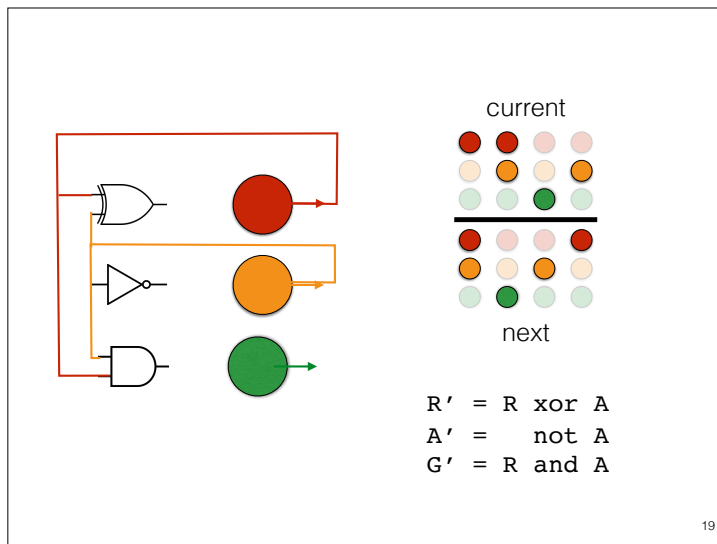 current
next
R’ = R xor A
A’ =   not A
G’ = R and A
19